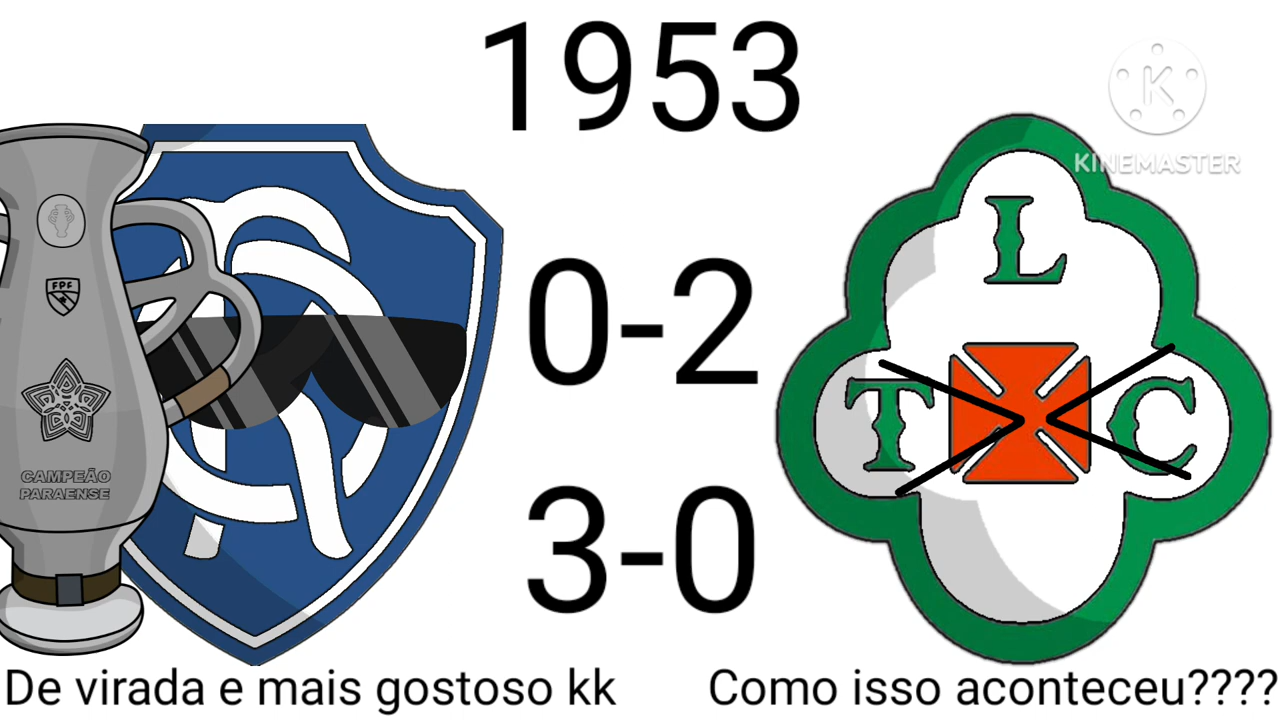 1953
KINEMASTER
K
0-2
3-0
FPF
CAMPEÃO
PARAENSE
L
T C
De virada e mais gostoso kk
Como isso aconteceu????